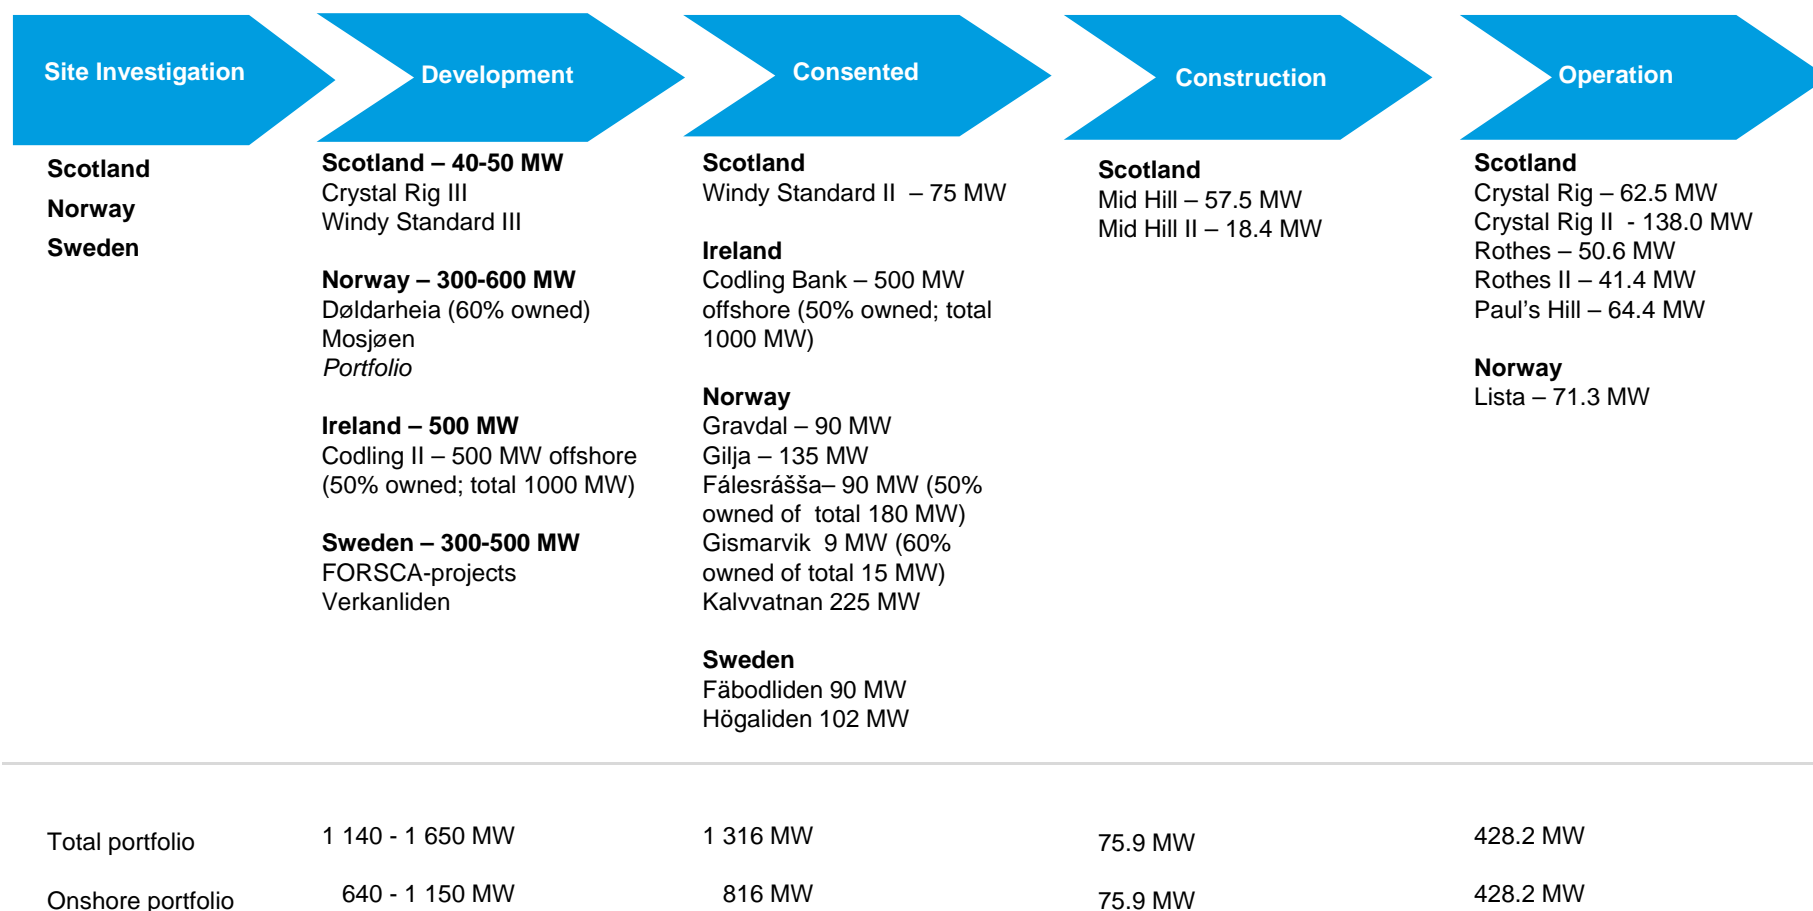 Site Investigation
Development
Consented
Construction
Operation
Scotland
Norway
Sweden
Scotland – 40-50 MW
Crystal Rig III
Windy Standard III
Norway – 300-600 MW
Døldarheia (60% owned)
Mosjøen
Portfolio
Ireland – 500 MW
Codling II – 500 MW offshore
(50% owned; total 1000 MW)
Sweden – 300-500 MW
FORSCA-projects
Verkanliden
Scotland
Windy Standard II – 75 MW
Ireland
Codling Bank – 500 MW
offshore (50% owned; total
1000 MW)
Norway
Gravdal – 90 MW
Gilja – 135 MW
Fálesrášša– 90 MW (50%
owned of total 180 MW)
Gismarvik 9 MW (60%
owned of total 15 MW)
Kalvvatnan 225 MW
Sweden
Fäbodliden 90 MW
Högaliden 102 MW
Scotland
Mid Hill – 57.5 MW
Mid Hill II – 18.4 MW
Scotland
Crystal Rig – 62.5 MW
Crystal Rig II - 138.0 MW
Rothes – 50.6 MW
Rothes II – 41.4 MW
Paul's Hill – 64.4 MW
Norway
Lista – 71.3 MW
Total portfolio 1 140 - 1 650 MW 1 316 MW 75.9 MW 428.2 MW
Onshore portfolio 640 - 1 150 MW 816 MW 75.9 MW 428.2 MW